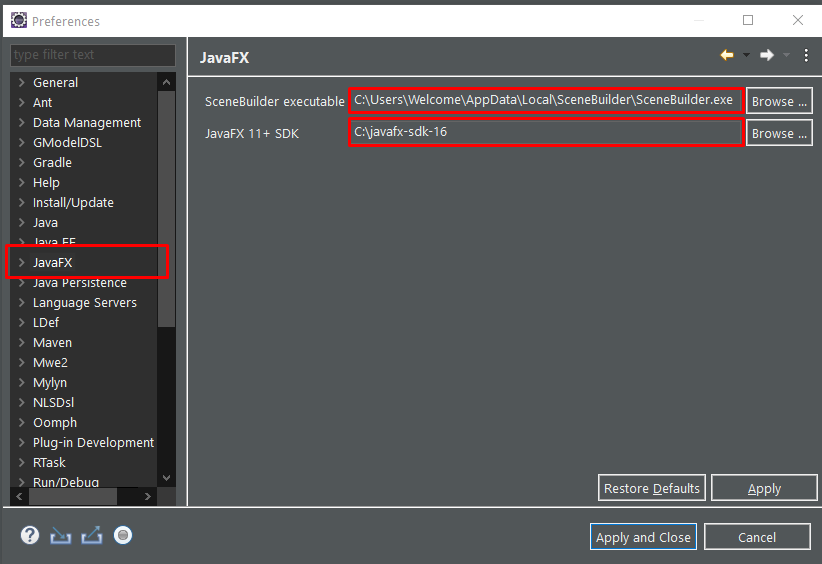 Preferences
type filter text
General
Ant
Data Management
GModelDSL
Gradle
Help
Install/Update
Java
Java EE
JavaFX
Java Persistence
Language Servers
LDef
Maven
Mwe2
Mylyn
NLSDsl
Oomph
Plug-in Development
RTask
Run/Debug
JavaFX
SceneBuilder executable C:\Users\Welcome\AppData\Local\SceneBuilder\SceneBuilder.exe Browse ...
JavaFX 11+ SDK C:\javafx-sdk-16 Browse ...
Restore Defaults Apply
Apply and Close Cancel